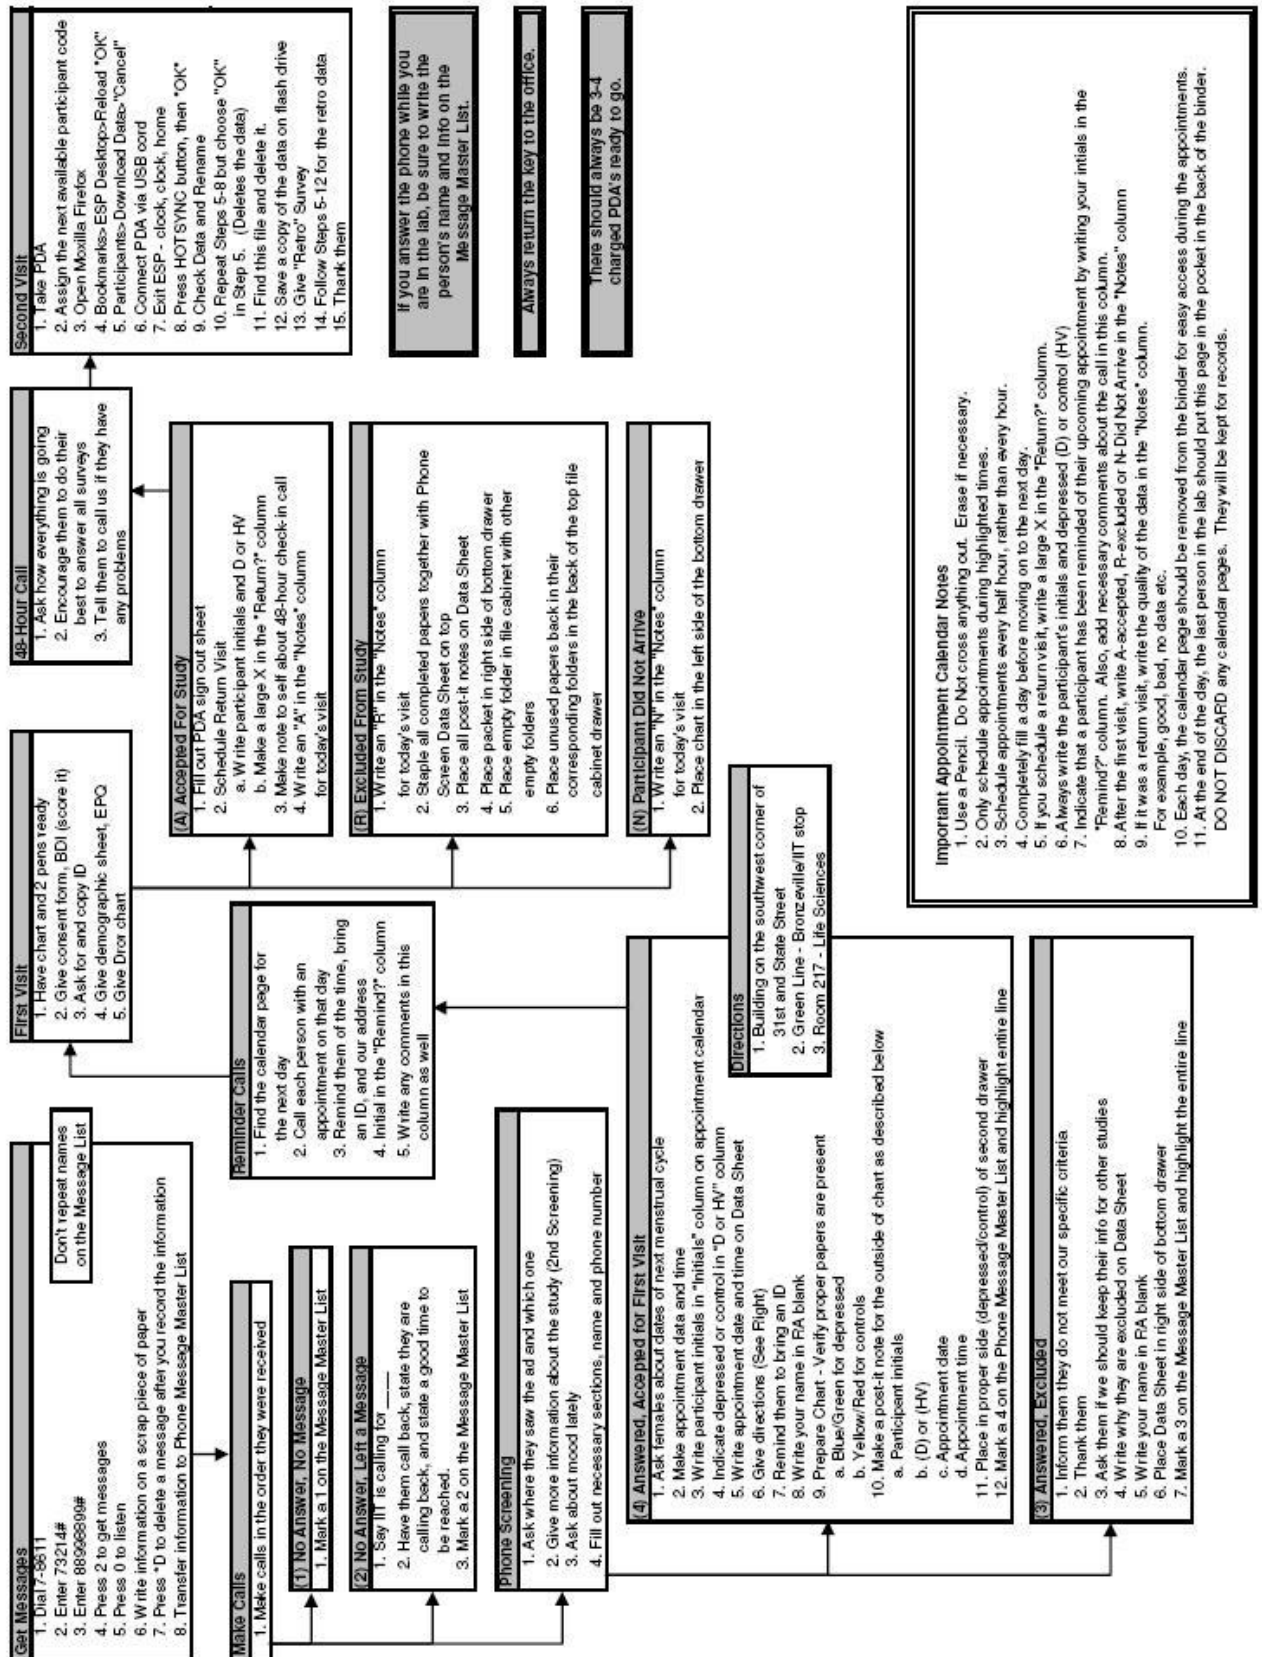 Get Messages
1. Dial 7-8611
2. Enter 73214#
3. Enter 88998899#
4. Press 2 to get messages
5. Press 0 to listen
6. Write information on a scrap piece of paper
7. Press *D to delete a message after you record the information
8. Transfer information to Phone Message Master List
Don't repeat names
on the Message List
Make Calls
1. Make calls in the order they were received
(1) No Answer, No Message
1. Mark a 1 on the Message Master List
(2) No Answer, Left a Message
1. Say IIT is calling for ____
2. Have them call back, state they are
calling back, and state a good time to
be reached.
3. Mark a 2 on the Message Master List
Phone Screening
1. Ask where they saw the ad and which one
2. Give more information about the study (2nd Screening)
3. Ask about mood lately
4. Fill out necessary sections, name and phone number
(4) Answered, Accepted for First Visit
1. Ask females about dates of next menstrual cycle
2. Make appointment data and time
3. Write participant initials in "Initials" column on appointment calendar
4. Indicate depressed or control in "D or HV" column
5. Write appointment date and time on Data Sheet
6. Give directions (See Right)
7. Remind them to bring an ID
8. Write your name in RA blank
9. Prepare Chart - Verify proper papers are present
a. Blue/Green for depressed
b. Yellow/Red for controls
10. Make a post-it note for the outside of chart as described below
a. Participant initials
b. (D) or (HV)
c. Appointment date
d. Appointment time
11. Place in proper side (depressed/control) of second drawer
12. Mark a 4 on the Phone Message Master List and highlight entire line
(3) Answered, Excluded
1. Inform them they do not meet our specific criteria
2. Thank them
3. Ask them if we should keep their info for other studies
4. Write why they are excluded on Data Sheet
5. Write your name in RA blank
6. Place Data Sheet in right side of bottom drawer
7. Mark a 3 on the Message Master List and highlight the entire line
Directions
1. Building on the southwest corner of
31st and State Street
2. Green Line - Bronzeville/IIT stop
3. Room 217 - Life Sciences
Reminder Calls
1. Find the calendar page for
the next day
2. Call each person with an
appointment on that day
3. Remind them of the time, bring
an ID, and our address
4. Initial in the "Remind?" column
5. Write any comments in this
column as well
First Visit
1. Have chart and 2 pens ready
2. Give consent form, BDI (score it)
3. Ask for and copy ID
4. Give demographic sheet, EPQ
5. Give Error chart
(A) Accepted For Study
1. Fill out PDA sign out sheet
2. Schedule Return Visit
a. Write participant initials and D or HV
b. Make a large X in the "Return?" column
3. Make note to self about 48-hour check-in call
4. Write an "A" in the "Notes" column
for today's visit
(R) Excluded From Study
1. Write an "R" in the "Notes" column
for today's visit
2. Staple all completed papers together with Phone
Screen Data Sheet on top
3. Place all post-it notes on Data Sheet
4. Place packet in right side of bottom drawer
5. Place empty folder in file cabinet with other
empty folders
6. Place unused papers back in their
corresponding folders in the back of the top file
cabinet drawer
(N) Participant Did Not Arrive
1. Write an "N" in the "Notes" column
for today's visit
2. Place chart in the left side of the bottom drawer
48-Hour Call
1. Ask how everything is going
2. Encourage them to do their
best to answer all surveys
3. Tell them to call us if they have
any problems
Second Visit
1. Take PDA
2. Assign the next available participant code
3. Open Moxilla Firefox
4. Bookmarks>ESP Desktop>Reload "OK"
5. Participants>Download Data>"Cancel"
6. Connect PDA via USB cord
7. Exit ESP - clock, clock, home
8. Press HOTSYNC button, then "OK"
9. Check Data and Rename
10. Repeat Steps 5-8 but choose "OK"
in Step 5. (Deletes the data)
11. Find this file and delete it.
12. Save a copy of the data on flash drive
13. Give "Retro" Survey
14. Follow Steps 5-12 for the retro data
15. Thank them
If you answer the phone while you
are in the lab, be sure to write the
person's name and info on the
Message Master List.
Always return the key to the office.
There should always be 3-4
charged PDA's ready to go.
Important Appointment Calendar Notes
1. Use a Pencil. Do Not cross anything out. Erase if necessary.
2. Only schedule appointments during highlighted times.
3. Schedule appointments every half hour, rather than every hour.
4. Completely fill a day before moving on to the next day.
5. If you schedule a return visit, write a large X in the "Return?" column.
6. Always write the participant's initials and depressed (D) or control (HV)
7. Indicate that a participant has been reminded of their upcoming appointment by writing your intials in the
"Remind?" column. Also, add necessary comments about the call in this column.
8. After the first visit, write A-accepted, R-excluded or N-Did Not Arrive in the "Notes" column
9. If it was a return visit, write the quality of the data in the "Notes" column.
For example, good, bad, no data etc.
10. Each day, the calendar page should be removed from the binder for easy access during the appointments.
11. At the end of the day, the last person in the lab should put this page in the pocket in the back of the binder.
DO NOT DISCARD any calendar pages. They will be kept for records.